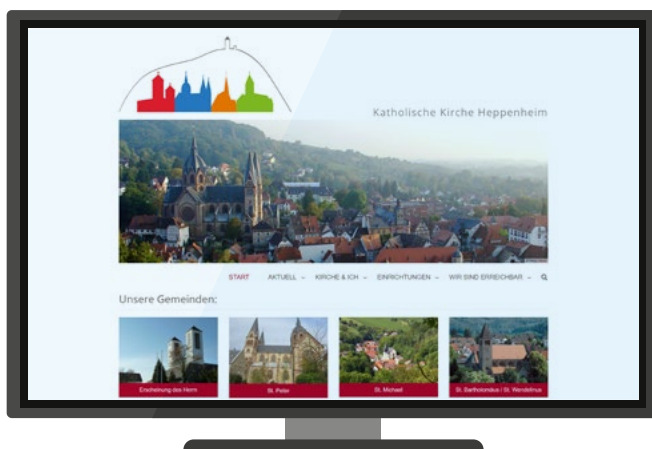 Katholische Kirche Heppenheim
START AKTUELL KIRCHE & ICH EINRICHTUNGEN WIR SIND ERREICHBAR
Unsere Gemeinden:
Erscheinung des Herrn
St. Peter
St. Michael
St. Bartholomäus / St. Wendelinus